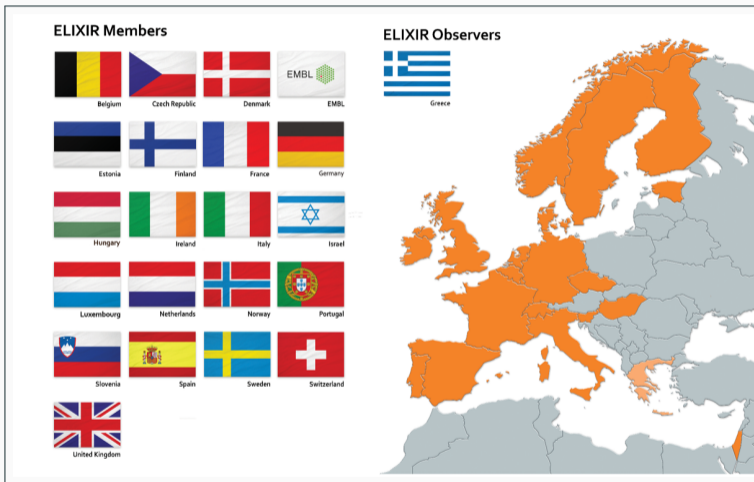 ELIXIR Members
ELIXIR Observers
EMBL
Belgium
Czech Republic
Denmark
EMBL
Greece
Estonia
Finland
France
Germany
Hungary
Ireland
Italy
Israel
Luxembourg
Netherlands
Norway
Portugal
Slovenia
Spain
Sweden
Switzerland
United Kingdom